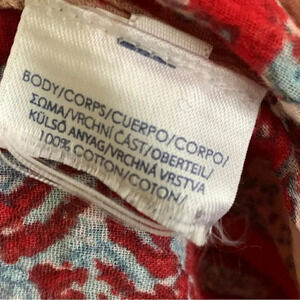 BODY/CORPS/CUERPO/CORPO/
ΣΩΜΑ/VRCHNÍ ČÁST/OBERTEIL/
KÜLSŐ ANYAG/VRCHNÁ VRSTVA
100% COTTON/COTON/